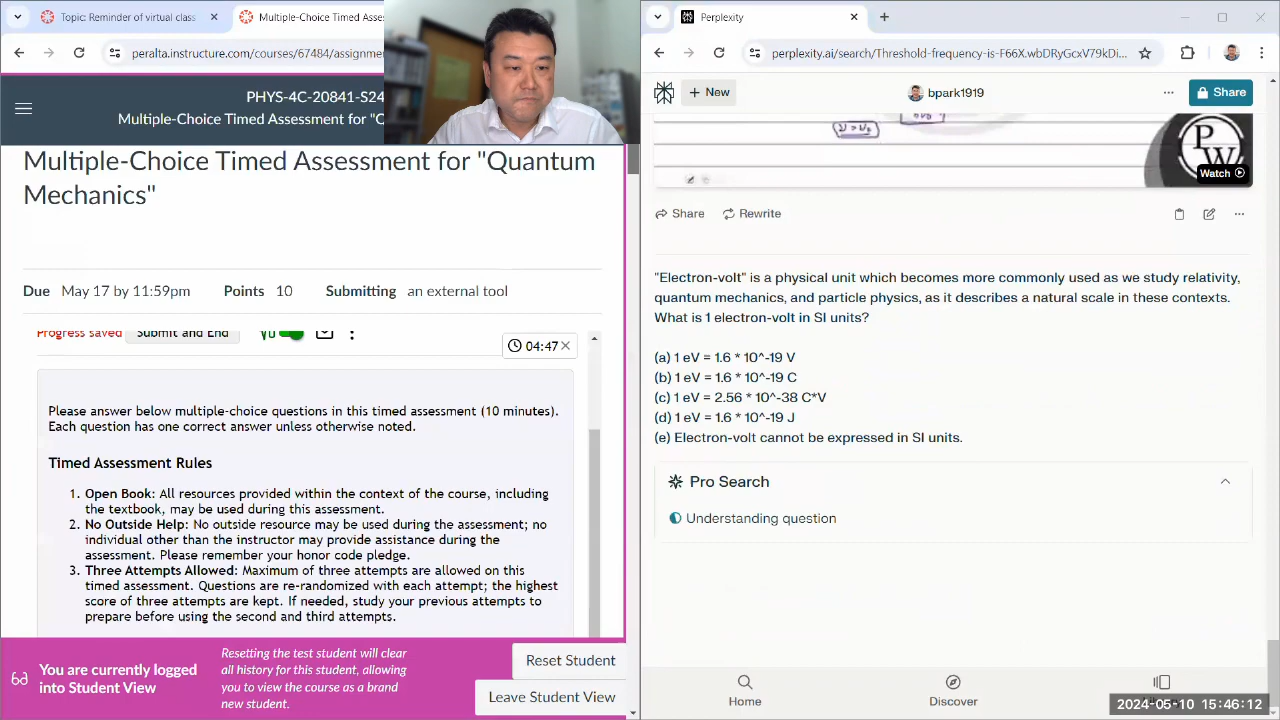 Topic: Reminder of virtual class
Multiple-Choice Timed Assessm
peralta.instructure.com/courses/67484/assignme
PHYS-4C-20841-S24
Multiple-Choice Timed Assessment for "Q
Multiple-Choice Timed Assessment for "Quantum
Mechanics"
Due May 17 by 11:59pm Points 10 Submitting an external tool
Progress saved Submit and End
04:47
Please answer below multiple-choice questions in this timed assessment (10 minutes).
Each question has one correct answer unless otherwise noted.
Timed Assessment Rules
1. Open Book: All resources provided within the context of the course, including
the textbook, may be used during this assessment.
2. No Outside Help: No outside resource may be used during the assessment; no
individual other than the instructor may provide assistance during the
assessment. Please remember your honor code pledge.
3. Three Attempts Allowed: Maximum of three attempts are allowed on this
timed assessment. Questions are re-randomized with each attempt; the highest
score of three attempts are kept. If needed, study your previous attempts to
prepare before using the second and third attempts.
You are currently logged
into Student View
Resetting the test student will clear
all history for this student, allowing
you to view the course as a brand
new student.
Reset Student
Leave Student View
Perplexity
perplexity.ai/search/Threshold-frequency-is-F66X.wbDRyGcaV79kDi...
New
bpark1919
Share
PW
Watch
Share Rewrite
"Electron-volt" is a physical unit which becomes more commonly used as we study relativity,
quantum mechanics, and particle physics, as it describes a natural scale in these contexts.
What is 1 electron-volt in SI units?
(a) 1 eV = 1.6 * 10^-19 V
(b) 1 eV = 1.6 * 10^-19 C
(c) 1 eV = 2.56 * 10^-38 C*V
(d) 1 eV = 1.6 * 10^-19 J
(e) Electron-volt cannot be expressed in SI units.
Pro Search
Understanding question
Home
Discover
2024-05-10 15:46:12